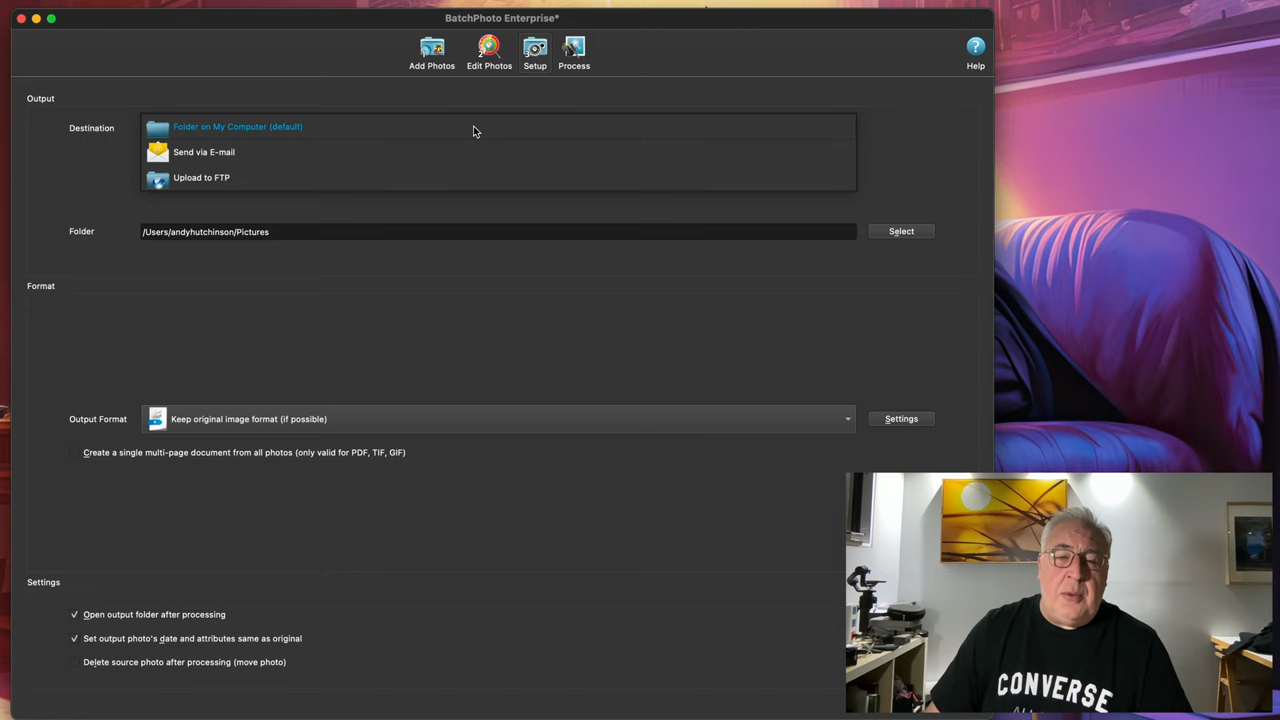 BatchPhoto Enterprise*
Add Photos
Edit Photos
Setup
Process
Help
Output
Destination
Folder on My Computer (default)
Send via E-mail
Upload to FTP
Folder
/Users/andyhutchinson/Pictures
Select
Format
Output Format
Keep original image format (if possible)
Settings
Create a single multi-page document from all photos (only valid for PDF, TIF, GIF)
Settings
Open output folder after processing
Set output photo's date and attributes same as original
Delete source photo after processing (move photo)
CONVERSE